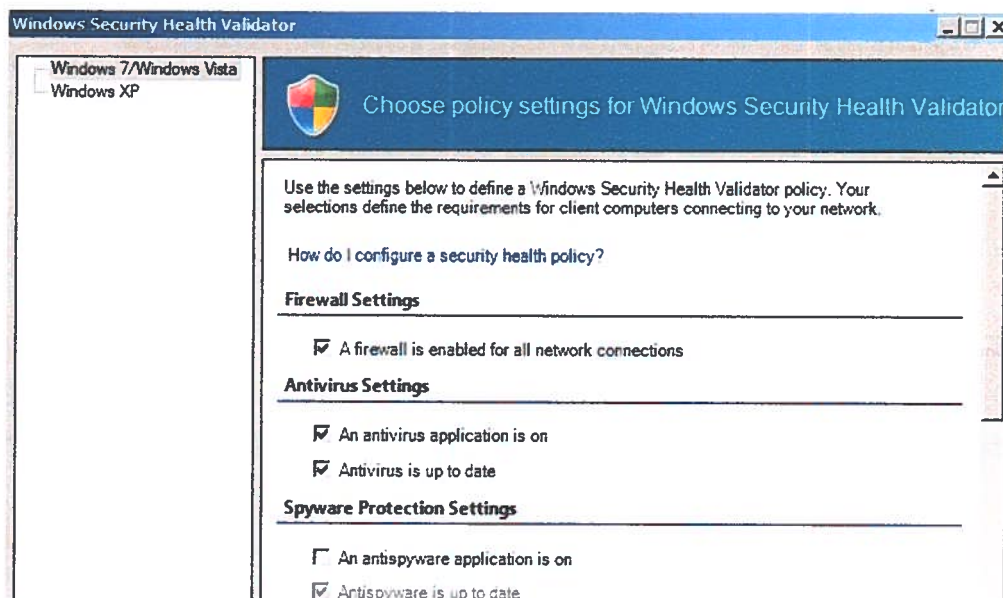 Windows Security Health Validator
Windows 7/Windows Vista
Windows XP
Choose policy settings for Windows Security Health Validator
Use the settings below to define a Windows Security Health Validator policy. Your
selections define the requirements for client computers connecting to your network.
How do I configure a security health policy?
Firewall Settings
A firewall is enabled for all network connections
Antivirus Settings
An antivirus application is on
Antivirus is up to date
Spyware Protection Settings
An antispyware application is on
Antispyware is up to date